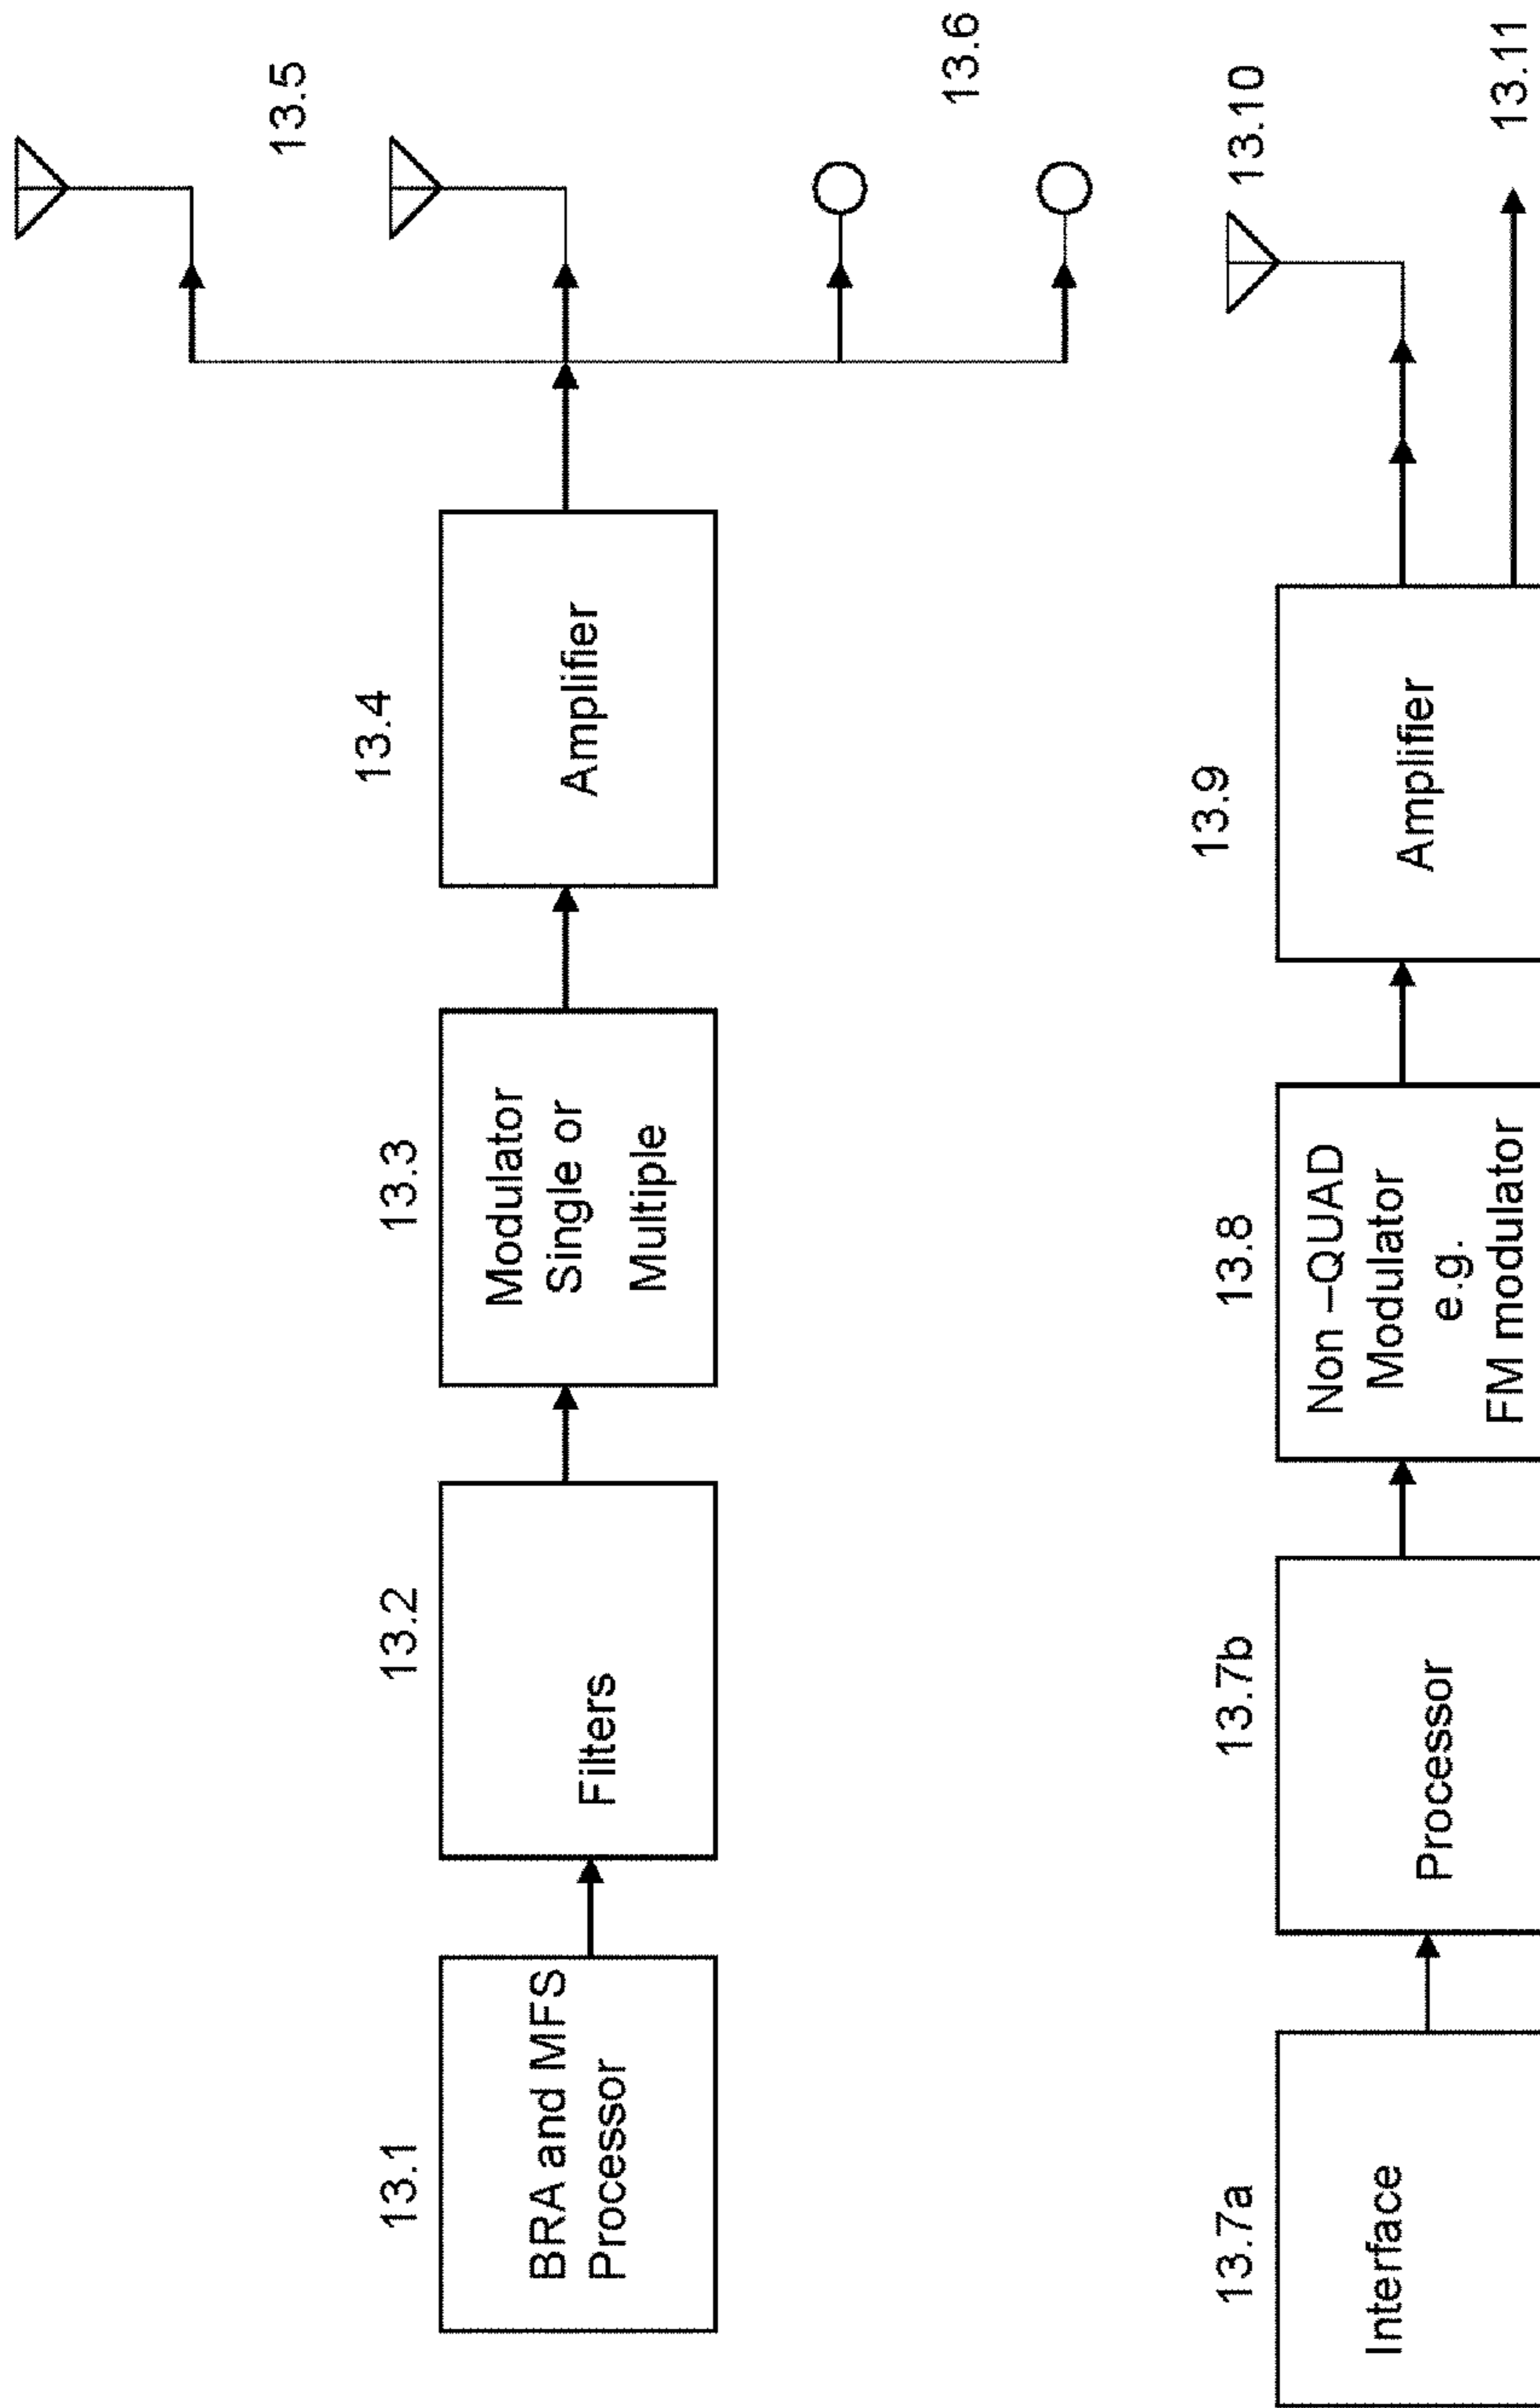 13.1
BRA and MFS
Processor
13.2
Filters
13.3
Modulator
Single or
Multiple
13.4
Amplifier
13.5
13.6
13.7a
Interface
13.7b
Processor
13.8
Non –QUAD
Modulator
e.g.
FM modulator
13.9
Amplifier
13.10
13.11